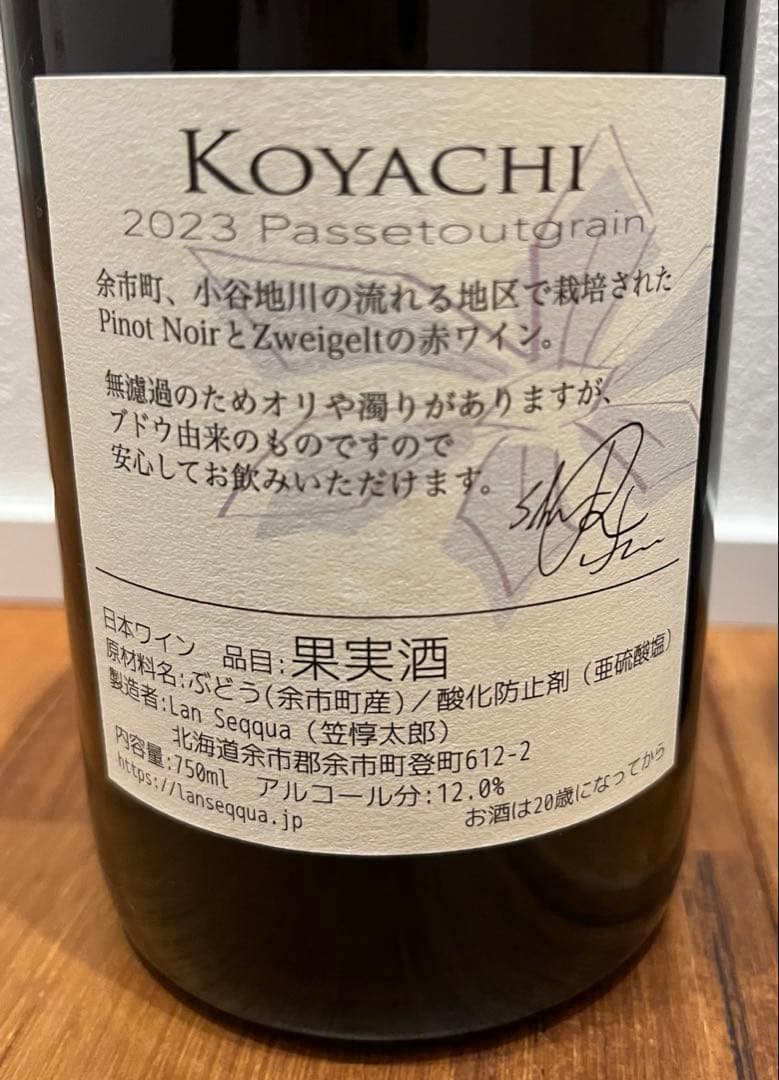 KOYACHI
2023 Passetoutgrain
余市町、小谷地川の流れる地区で栽培された
Pinot NoirとZweigeltの赤ワイン。
無濾過のためオリや濁りがありますが、
ブドウ由来のものですので
安心してお飲みいただけます。
日本ワイン 品目:果実酒
原材料名:ぶどう(余市町産)/酸化防止剤(亜硫酸塩)
製造者:Lan Seqqua(笠惇太郎)
北海道余市郡余市町登町612-2
内容量:750ml アルコール分:12.0%
https://lanseqqua.jp
お酒は20歳になってから